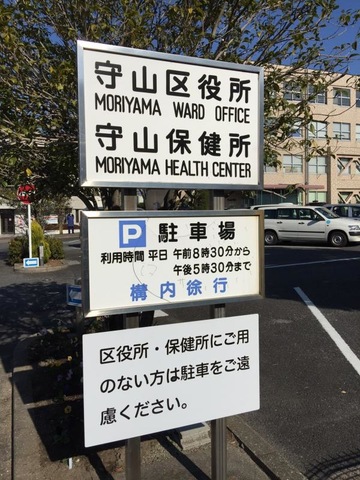 守山区役所
MORIYAMA WARD OFFICE
守山保健所
MORIYAMA HEALTH CENTER
P 駐車場
利用時間 平日 午前8時30分から
午後5時30分まで
構内徐行
区役所・保健所にご用
のない方は駐車をご遠
慮ください。